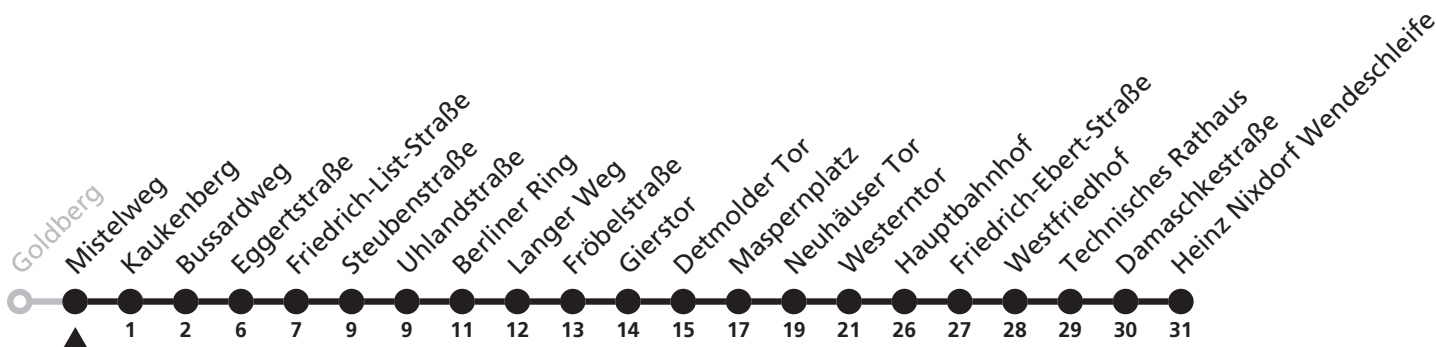 Goldberg
Mistelweg
Kaukenberg
Bussardweg
Eggertstraße
Friedrich-List-Straße
Steubenstraße
Uhlandstraße
Berliner Ring
Langer Weg
Fröbelstraße
Gierstor
Detmolder Tor
Maspernplatz
Neuhäuser Tor
Westerntor
Hauptbahnhof
Friedrich-Ebert-Straße
Westfriedhof
Technisches Rathaus
Damaschkestraße
Heinz Nixdorf Wendeschleife
1 2 6 7 9 9 11 12 13 14 15 17 19 21 26 27 28 29 30 31